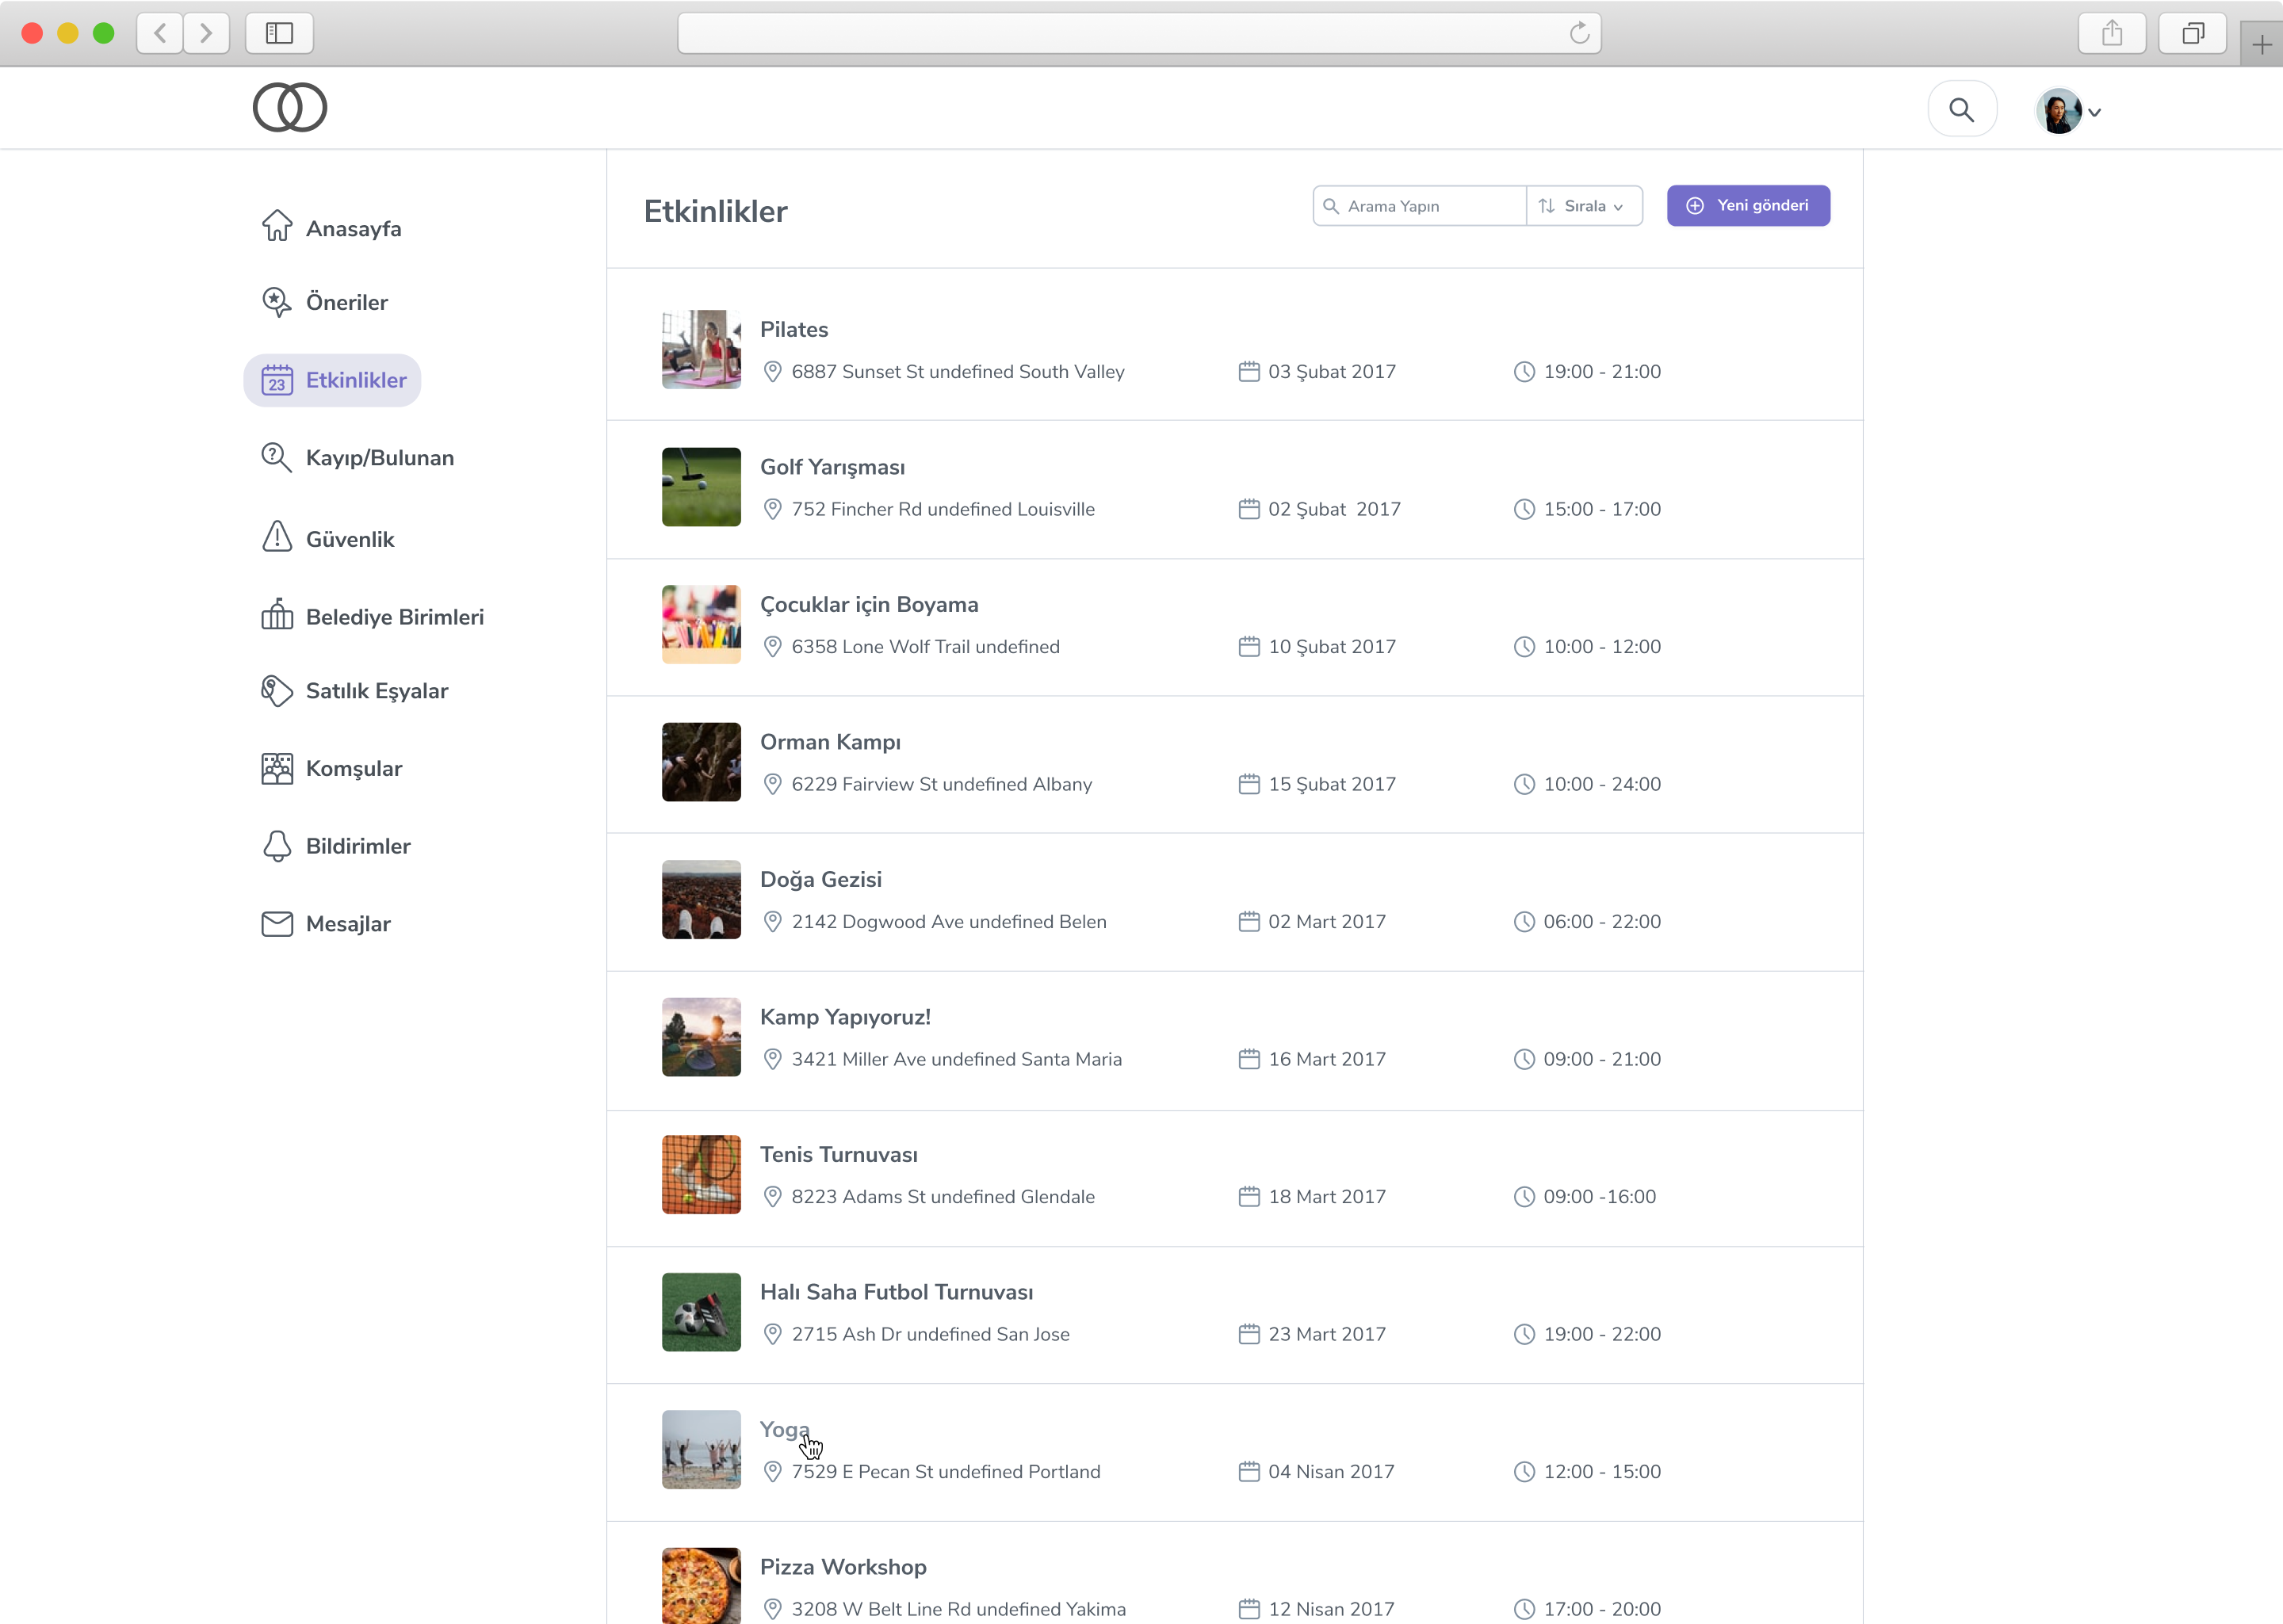 Anasayfa
Öneriler
23 Etkinlikler
Kayıp/Bulunan
Güvenlik
Belediye Birimleri
Satılık Eşyalar
Komşular
Bildirimler
Mesajlar
Etkinlikler
Arama Yapın
Sırala
Yeni gönderi
Pilates
6887 Sunset St undefined South Valley 03 Şubat 2017 19:00 - 21:00
Golf Yarışması
752 Fincher Rd undefined Louisville 02 Şubat  2017 15:00 - 17:00
Çocuklar için Boyama
6358 Lone Wolf Trail undefined 10 Şubat 2017 10:00 - 12:00
Orman Kampı
6229 Fairview St undefined Albany 15 Şubat 2017 10:00 - 24:00
Doğa Gezisi
2142 Dogwood Ave undefined Belen 02 Mart 2017 06:00 - 22:00
Kamp Yapıyoruz!
3421 Miller Ave undefined Santa Maria 16 Mart 2017 09:00 - 21:00
Tenis Turnuvası
8223 Adams St undefined Glendale 18 Mart 2017 09:00 -16:00
Halı Saha Futbol Turnuvası
2715 Ash Dr undefined San Jose 23 Mart 2017 19:00 - 22:00
Yoga
7529 E Pecan St undefined Portland 04 Nisan 2017 12:00 - 15:00
Pizza Workshop
3208 W Belt Line Rd undefined Yakima 12 Nisan 2017 17:00 - 20:00